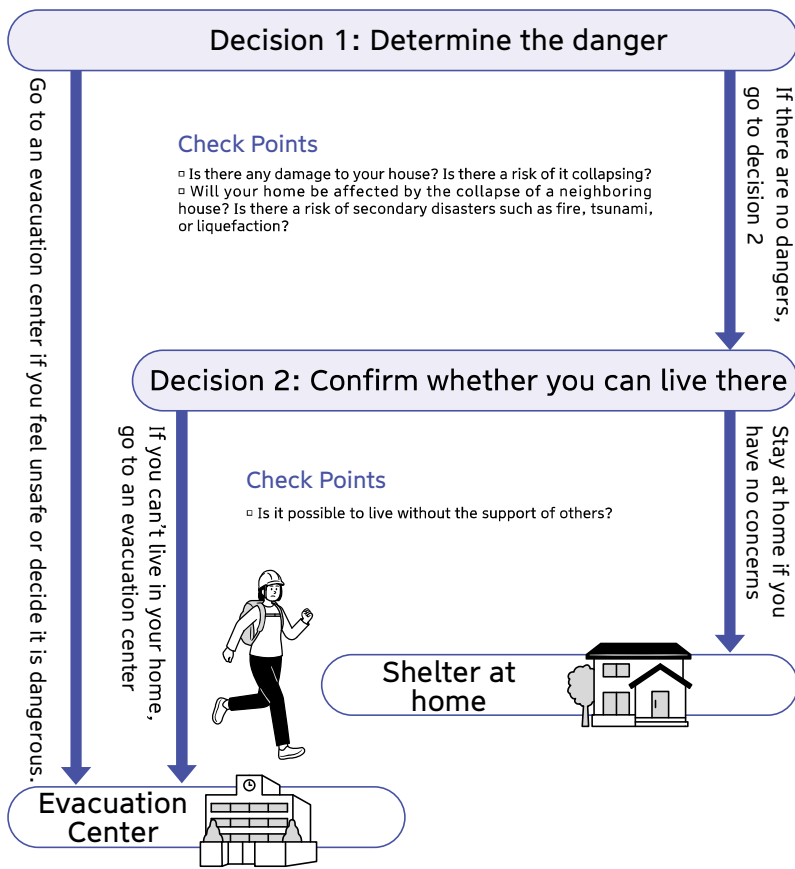 Decision 1: Determine the danger
Go to an evacuation center if you feel unsafe or decide it is dangerous.
If there are no dangers,
go to decision 2
Check Points
▫ Is there any damage to your house? Is there a risk of it collapsing?
▫ Will your home be affected by the collapse of a neighboring
house? Is there a risk of secondary disasters such as fire, tsunami,
or liquefaction?
Decision 2: Confirm whether you can live there
If you can't live in your home,
go to an evacuation center
Check Points
▫ Is it possible to live without the support of others?
Stay at home if you
have no concerns
Shelter at
home
Evacuation
Center